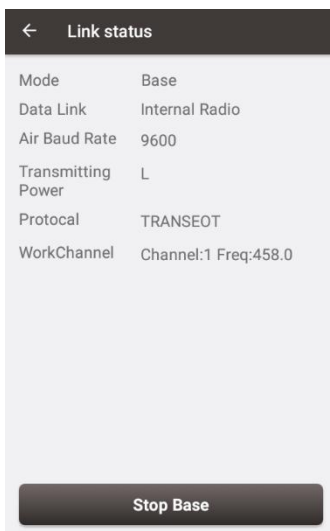 ← Link status
Mode Base
Data Link Internal Radio
Air Baud Rate 9600
Transmitting Power L
Protocal TRANSEOT
WorkChannel Channel:1 Freq:458.0
Stop Base